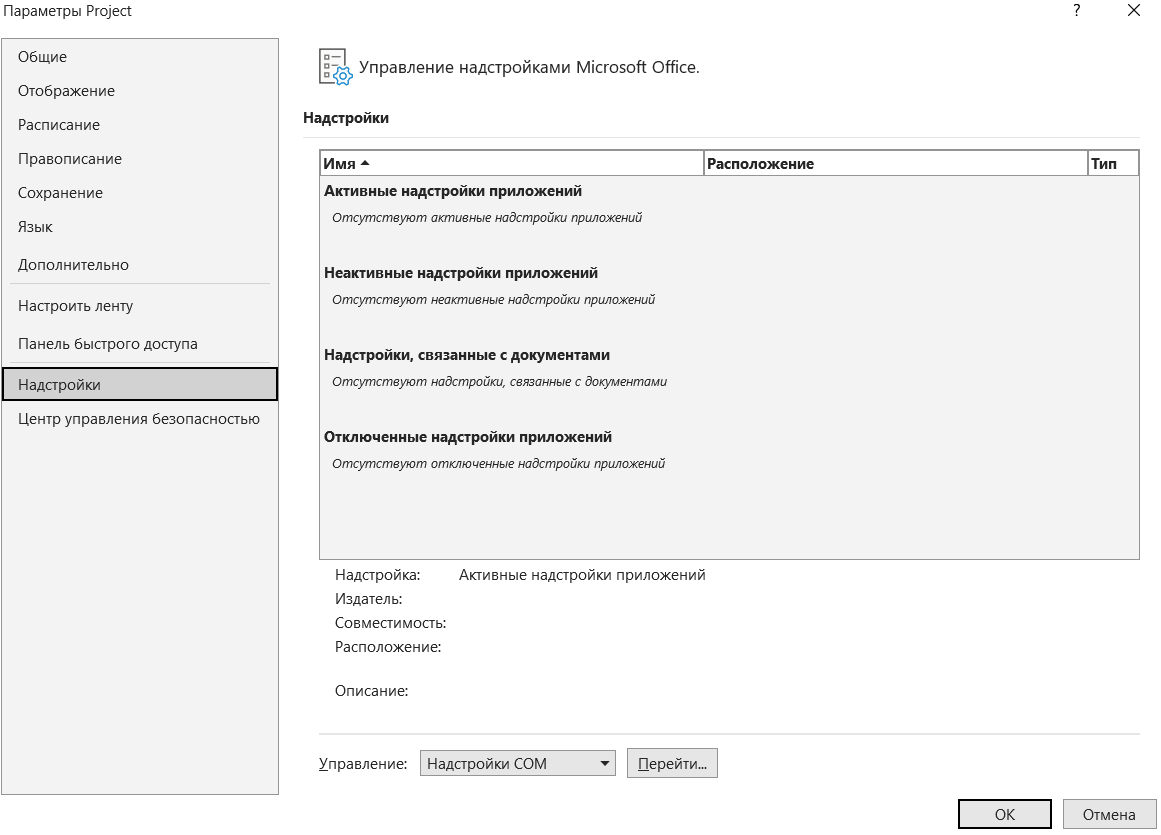 Параметры Project
?
Общие
Отображение
Расписание
Правописание
Сохранение
Язык
Дополнительно
Настроить ленту
Панель быстрого доступа
Надстройки
Центр управления безопасностью
Управление надстройками Microsoft Office.
Надстройки
Имя Расположение Тип
Активные надстройки приложений
Отсутствуют активные надстройки приложений
Неактивные надстройки приложений
Отсутствуют неактивные надстройки приложений
Надстройки, связанные с документами
Отсутствуют надстройки, связанные с документами
Отключенные надстройки приложений
Отсутствуют отключенные надстройки приложений
Надстройка: Активные надстройки приложений
Издатель:
Совместимость:
Расположение:
Описание:
Управление: Надстройки COM Перейти...
ОК Отмена